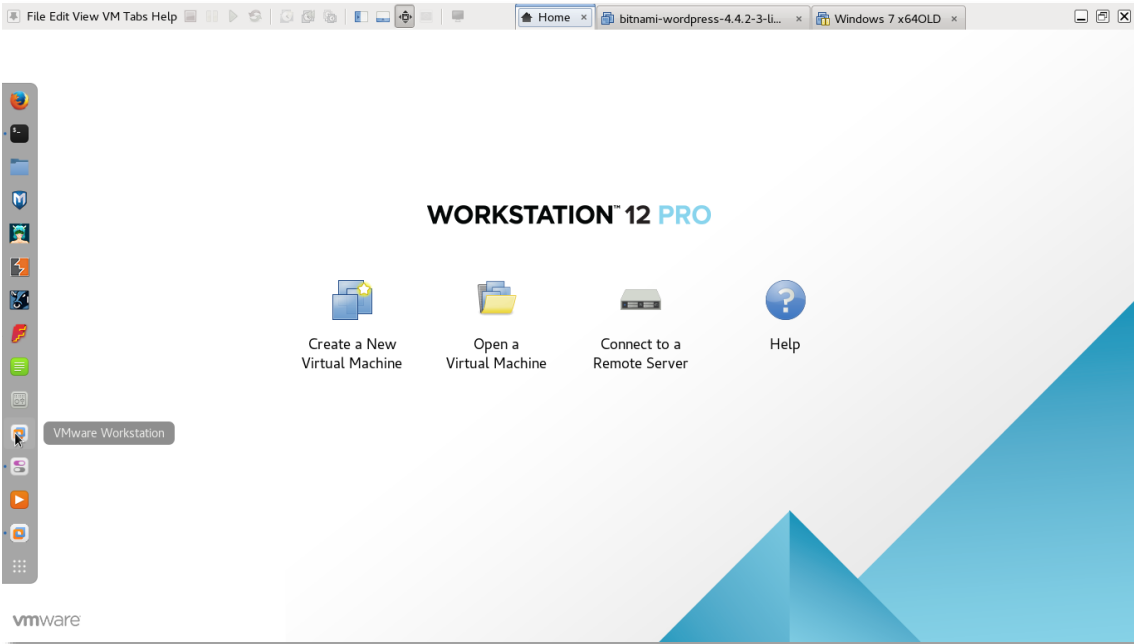 File Edit View VM Tabs Help
Home × bitnami-wordpress-4.4.2-3-li... × Windows 7 x64OLD ×
WORKSTATION™ 12 PRO
Create a New
Virtual Machine
Open a
Virtual Machine
Connect to a
Remote Server
Help
VMware Workstation
vmware